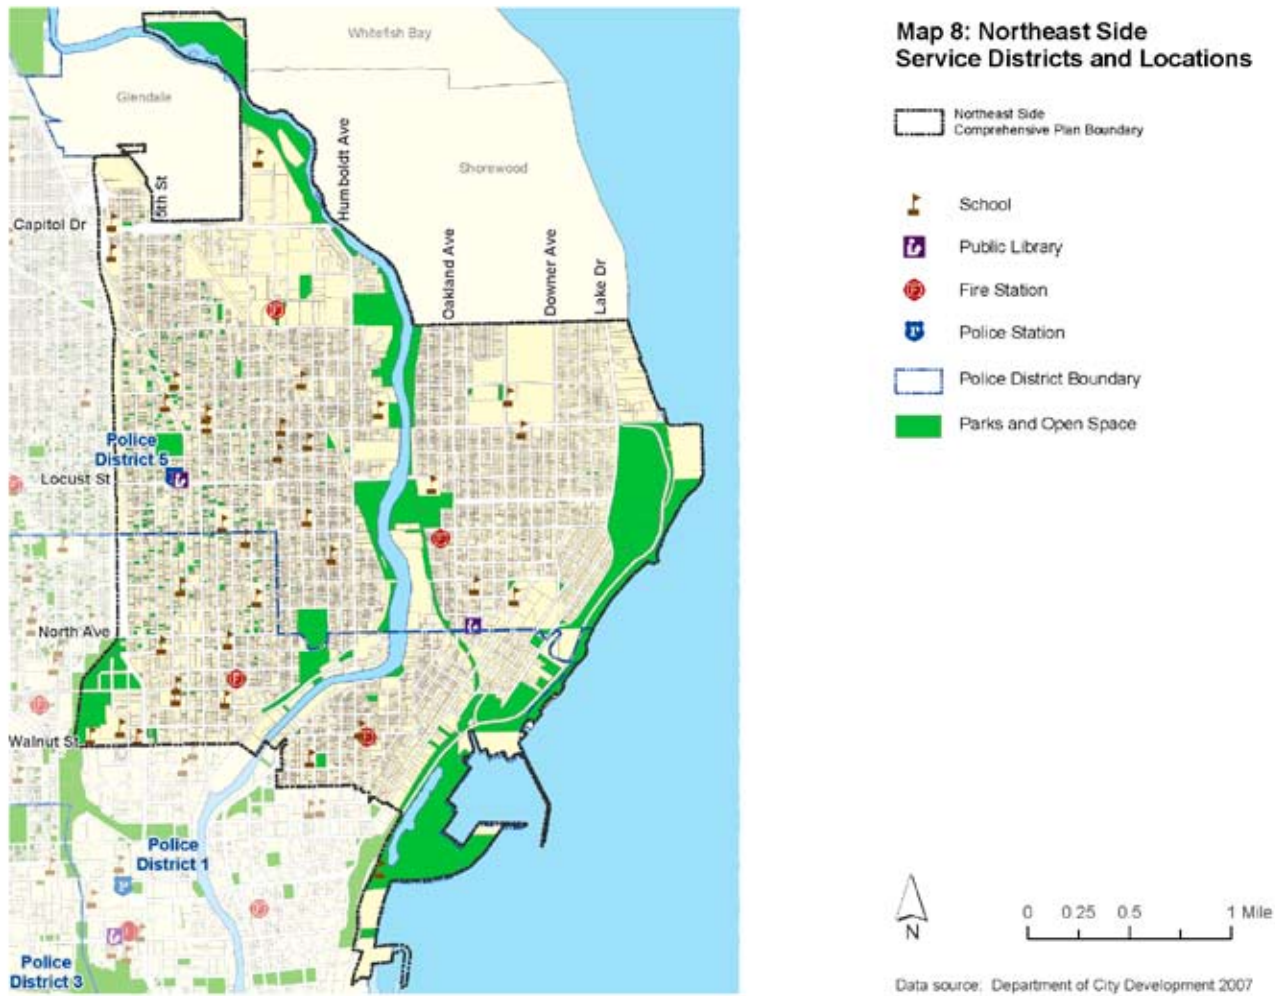 Map 8: Northeast Side
Service Districts and Locations
Northeast Side
Comprehensive Plan Boundary
School
Public Library
Fire Station
Police Station
Police District Boundary
Parks and Open Space
Whitefish Bay
Glendale
Shorewood
Humboldt Ave
5th St
Capitol Dr
Oakland Ave
Downer Ave
Lake Dr
Police
District 5
Locust St
North Ave
Walnut St
Police
District 1
Police
District 3
N
0 0.25 0.5 1 Mile
Data source: Department of City Development 2007